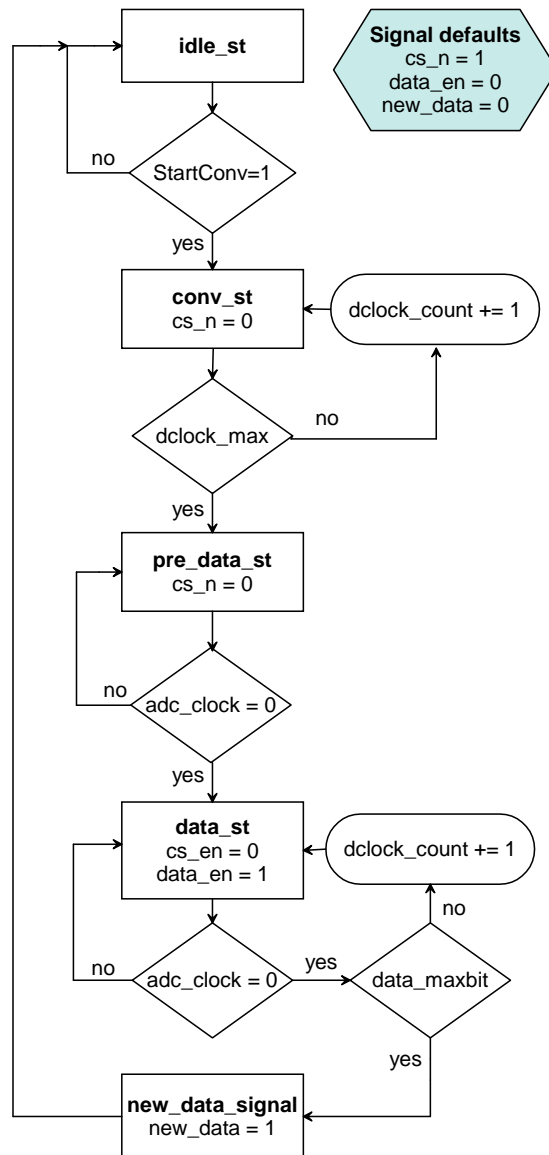 idle_st
Signal defaults
cs_n = 1
data_en = 0
new_data = 0
no
StartConv=1
yes
conv_st
cs_n = 0
dclock_count += 1
no
dclock_max
yes
pre_data_st
cs_n = 0
no
adc_clock = 0
yes
data_st
cs_en = 0
data_en = 1
dclock_count += 1
no
no
adc_clock = 0
yes
data_maxbit
yes
new_data_signal
new_data = 1